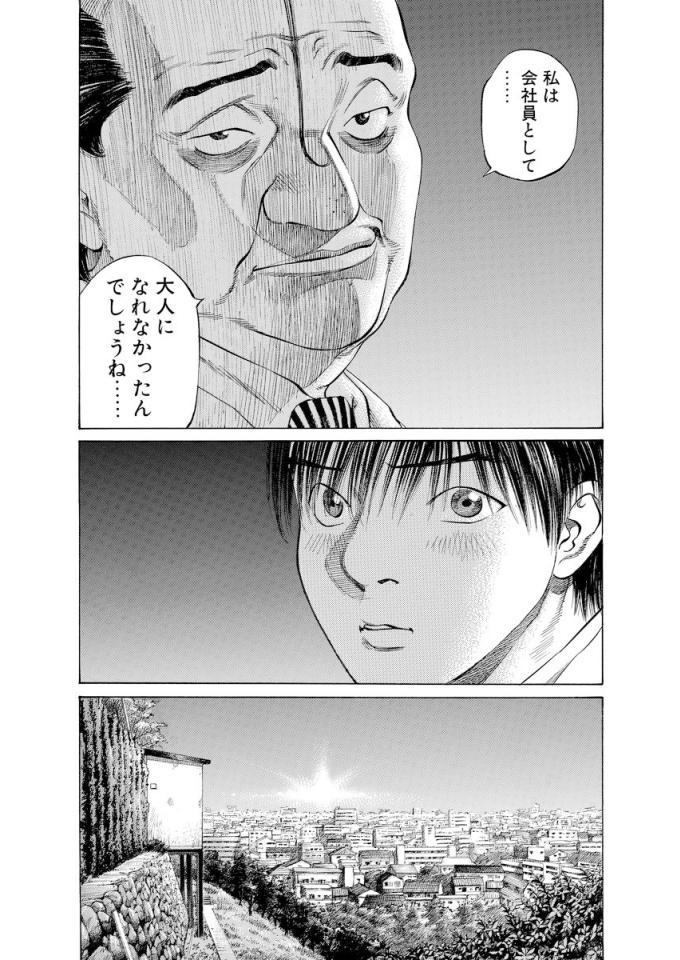 私は
会社員として
……
大人に
なれなかったん
でしょうね……